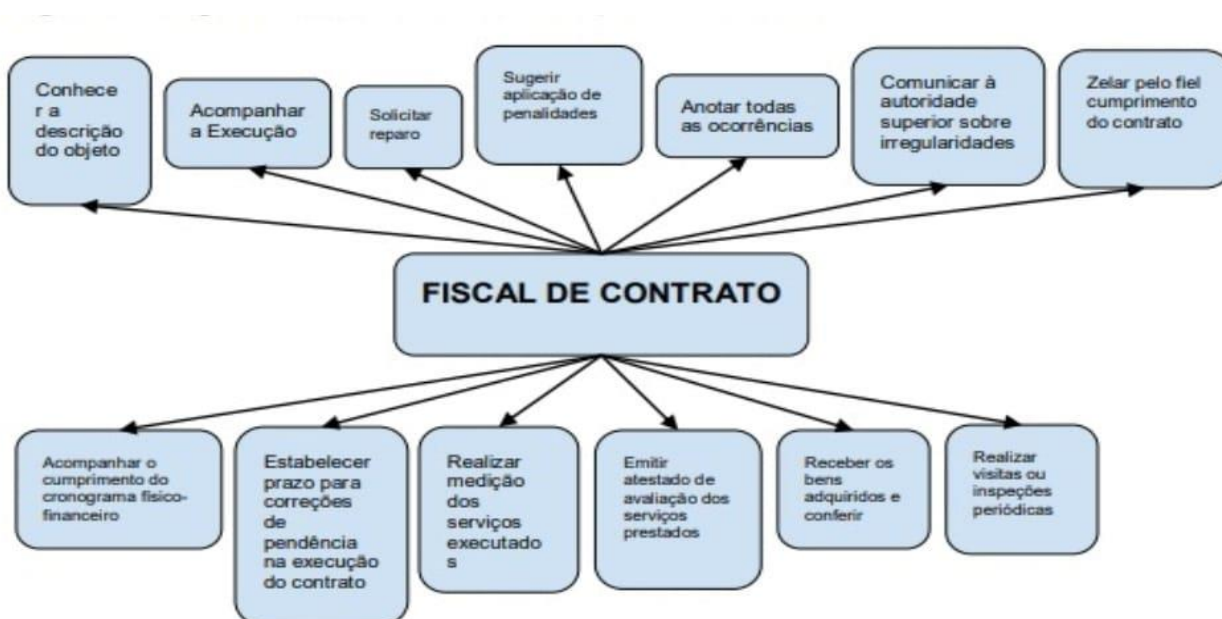 Conhece
r a
descrição
do objeto
Acompanhar
a Execução
Solicitar
reparo
Sugerir
aplicação de
penalidades
Anotar todas
as ocorrências
Comunicar à
autoridade
superior sobre
irregularidades
Zelar pelo fiel
cumprimento
do contrato
FISCAL DE CONTRATO
Acompanhar o
cumprimento do
cronograma físico-
financeiro
Estabelecer
prazo para
correções
de
pendência
na execução
do contrato
Realizar
medição
dos
serviços
executado
s
Emitir
atestado de
avaliação dos
serviços
prestados
Receber os
bens
adquiridos e
conferir
Realizar
visitas ou
inspeções
periódicas